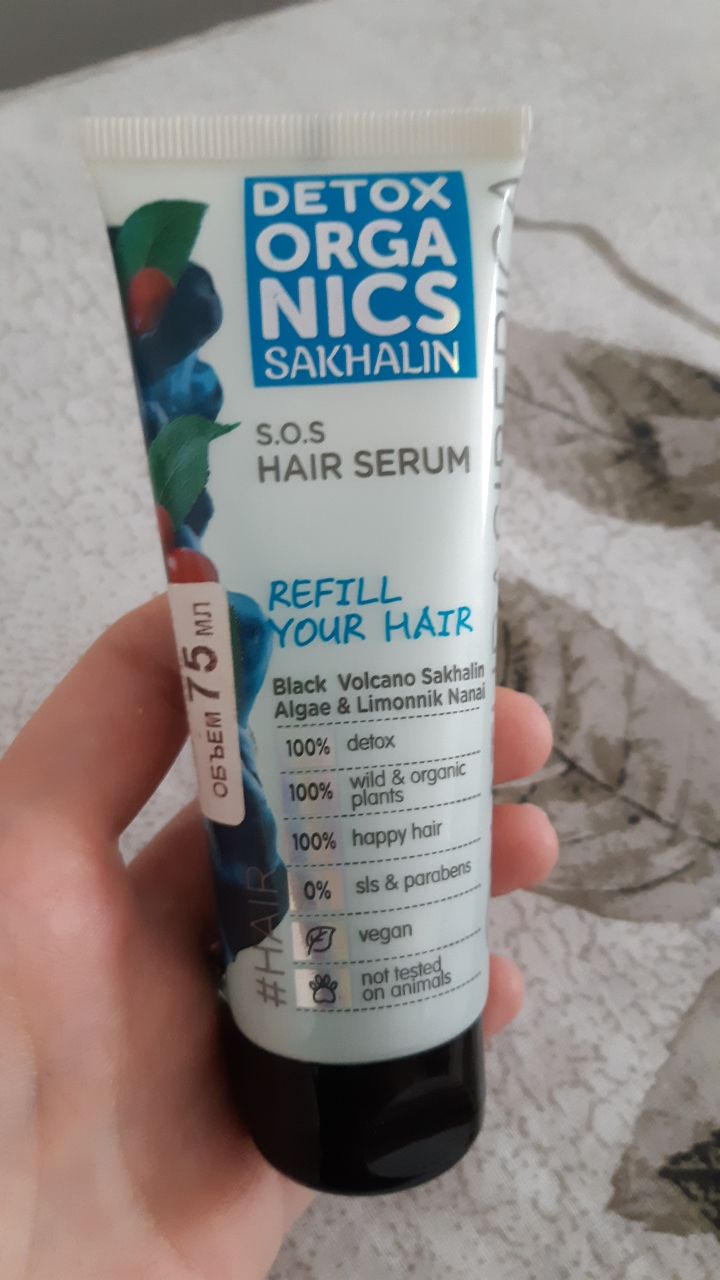 DETOX
ORGA
NICS
SAKHALIN
S.O.S
HAIR SERUM
REFILL
YOUR HAIR
Black Volcano Sakhalin
Algae & Limonnik Nanai
100% detox
100% wild & organic
plants
100% happy hair
0% sls & parabens
vegan
not tested
on animals
ОБЪЕМ 75 МЛ
#HAIR